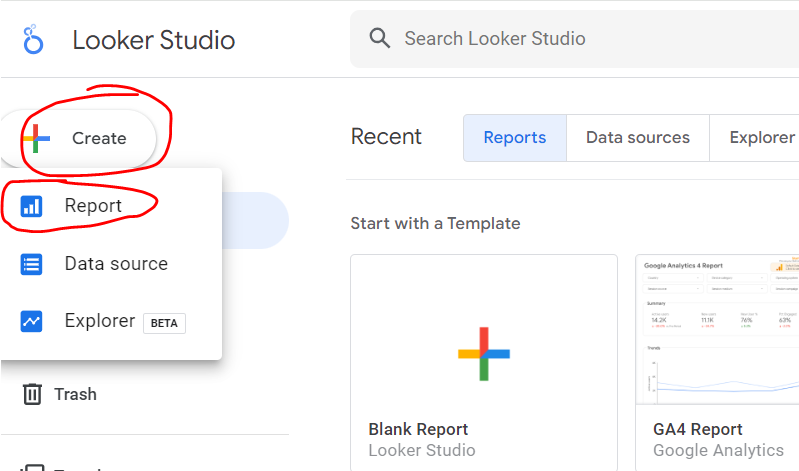 Looker Studio
Search Looker Studio
Create
Recent
Reports
Data sources
Explorer
Report
Data source
Explorer BETA
Trash
Start with a Template
Blank Report
Looker Studio
Google Analytics 4 Report
Summary
14.2K
11.1K
76%
63%
Trends
GA4 Report
Google Analytics